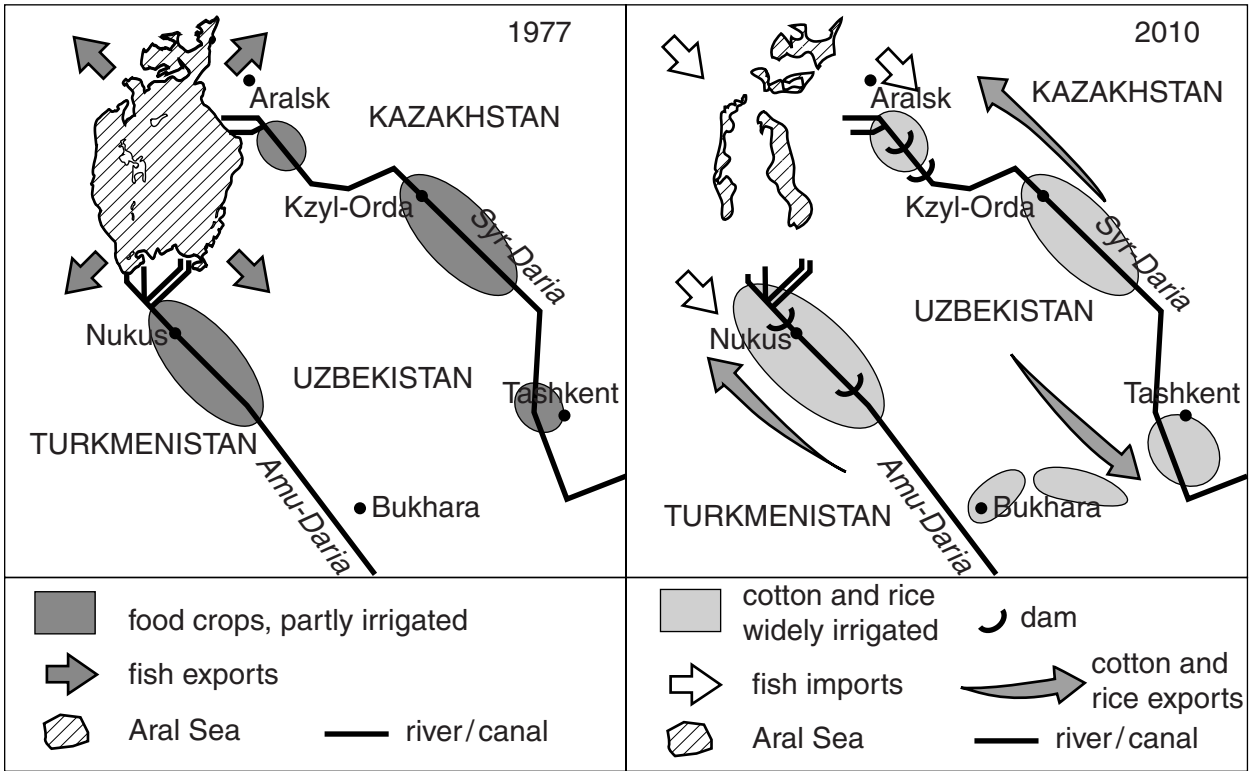 1977
Aralsk
KAZAKHSTAN
Kzyl-Orda
Syr-Daria
Nukus
UZBEKISTAN
Tashkent
TURKMENISTAN
Amu-Daria
Bukhara
food crops, partly irrigated
fish exports
Aral Sea
river/canal
2010
KAZAKHSTAN
Aralsk
Kzyl-Orda
Syr-Daria
UZBEKISTAN
Nukus
Tashkent
TURKMENISTAN
Amu-Daria
Bukhara
cotton and rice
widely irrigated
dam
fish imports
cotton and
rice exports
Aral Sea
river/canal